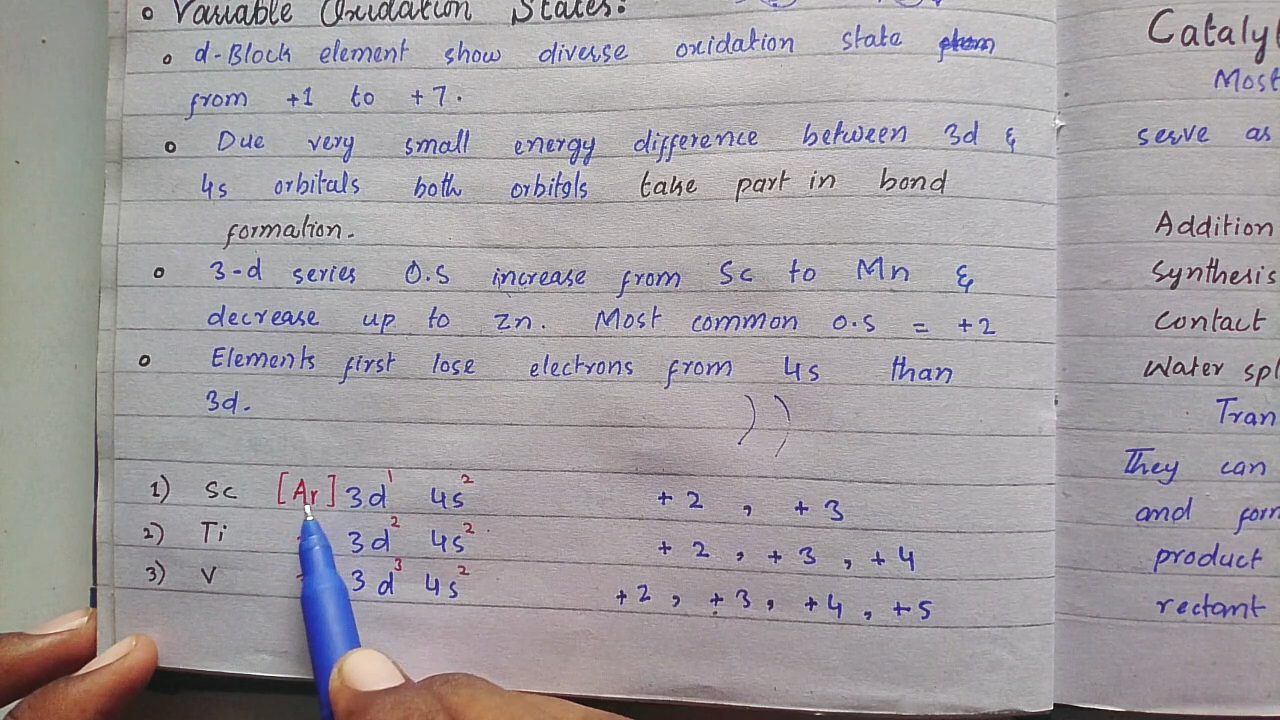 • Variable Oxidation States:
• d-Block element show diverse oxidation state
from +1 to +7.
• Due very small energy difference between 3d &
4s orbitals both orbitals take part in bond
formation.
• 3-d series O.S increase from Sc to Mn &
decrease up to Zn. Most common O.S = +2
• Elements first lose electrons from 4s than
3d.
1) Sc [Ar] 3d¹ 4s² +2, +3
2) Ti 3d² 4s² +2, +3, +4
3) V 3d³ 4s² +2, +3, +4, +5
Most
serve as
Addition
Synthesis
Contact
Water
They can
and
product